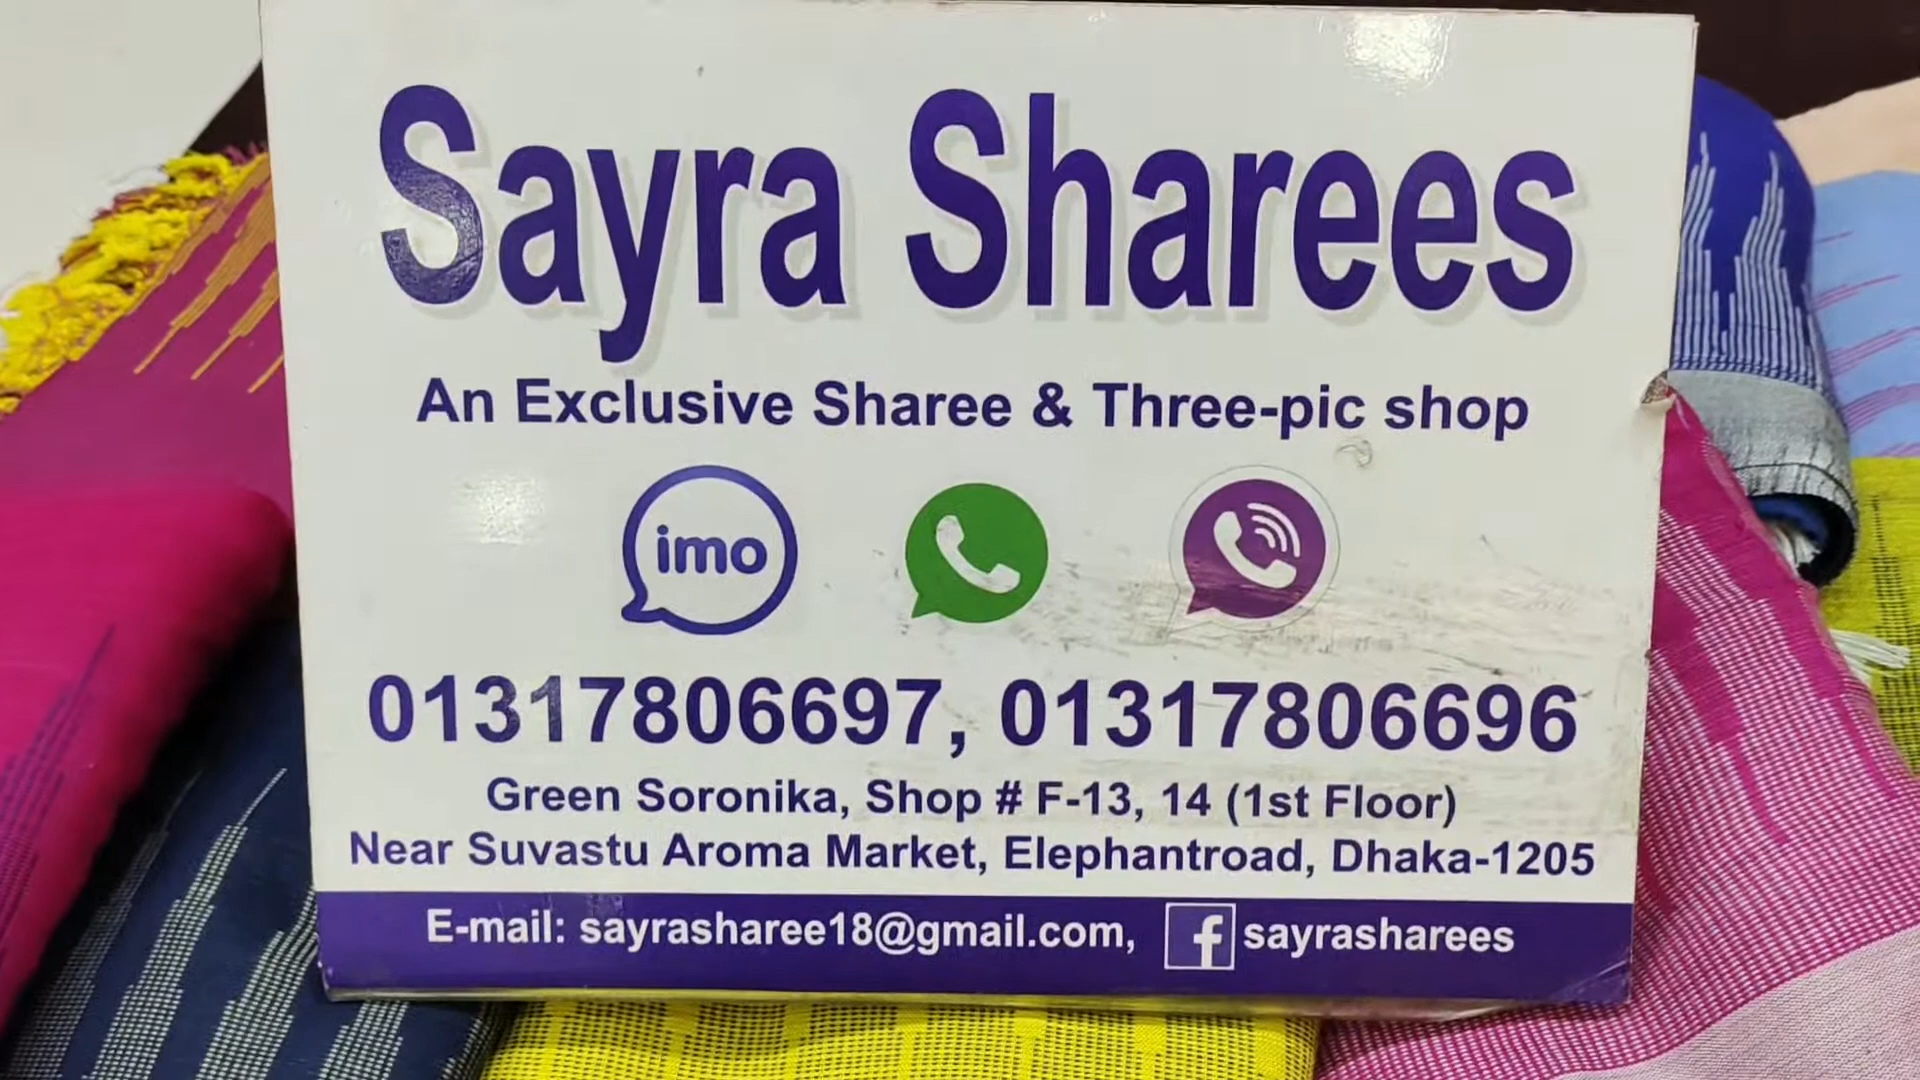 Sayra Sharees
An Exclusive Sharee & Three-pic shop
imo
01317806697, 01317806696
Green Soronika, Shop # F-13, 14 (1st Floor)
Near Suvastu Aroma Market, Elephantroad, Dhaka-1205
E-mail: sayrasharee18@gmail.com, f sayrasharees